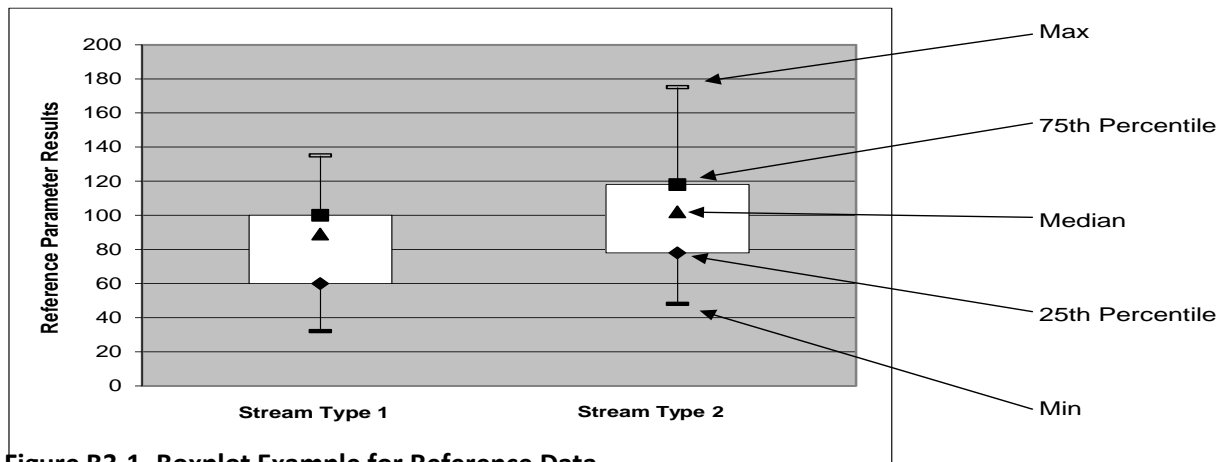 Max
200
180
160
140
120
100
80
60
40
20
0
Reference Parameter Results
75th Percentile
Median
25th Percentile
Min
Stream Type 1
Stream Type 2
Figure B2-1. Boxplot Example for Reference Data